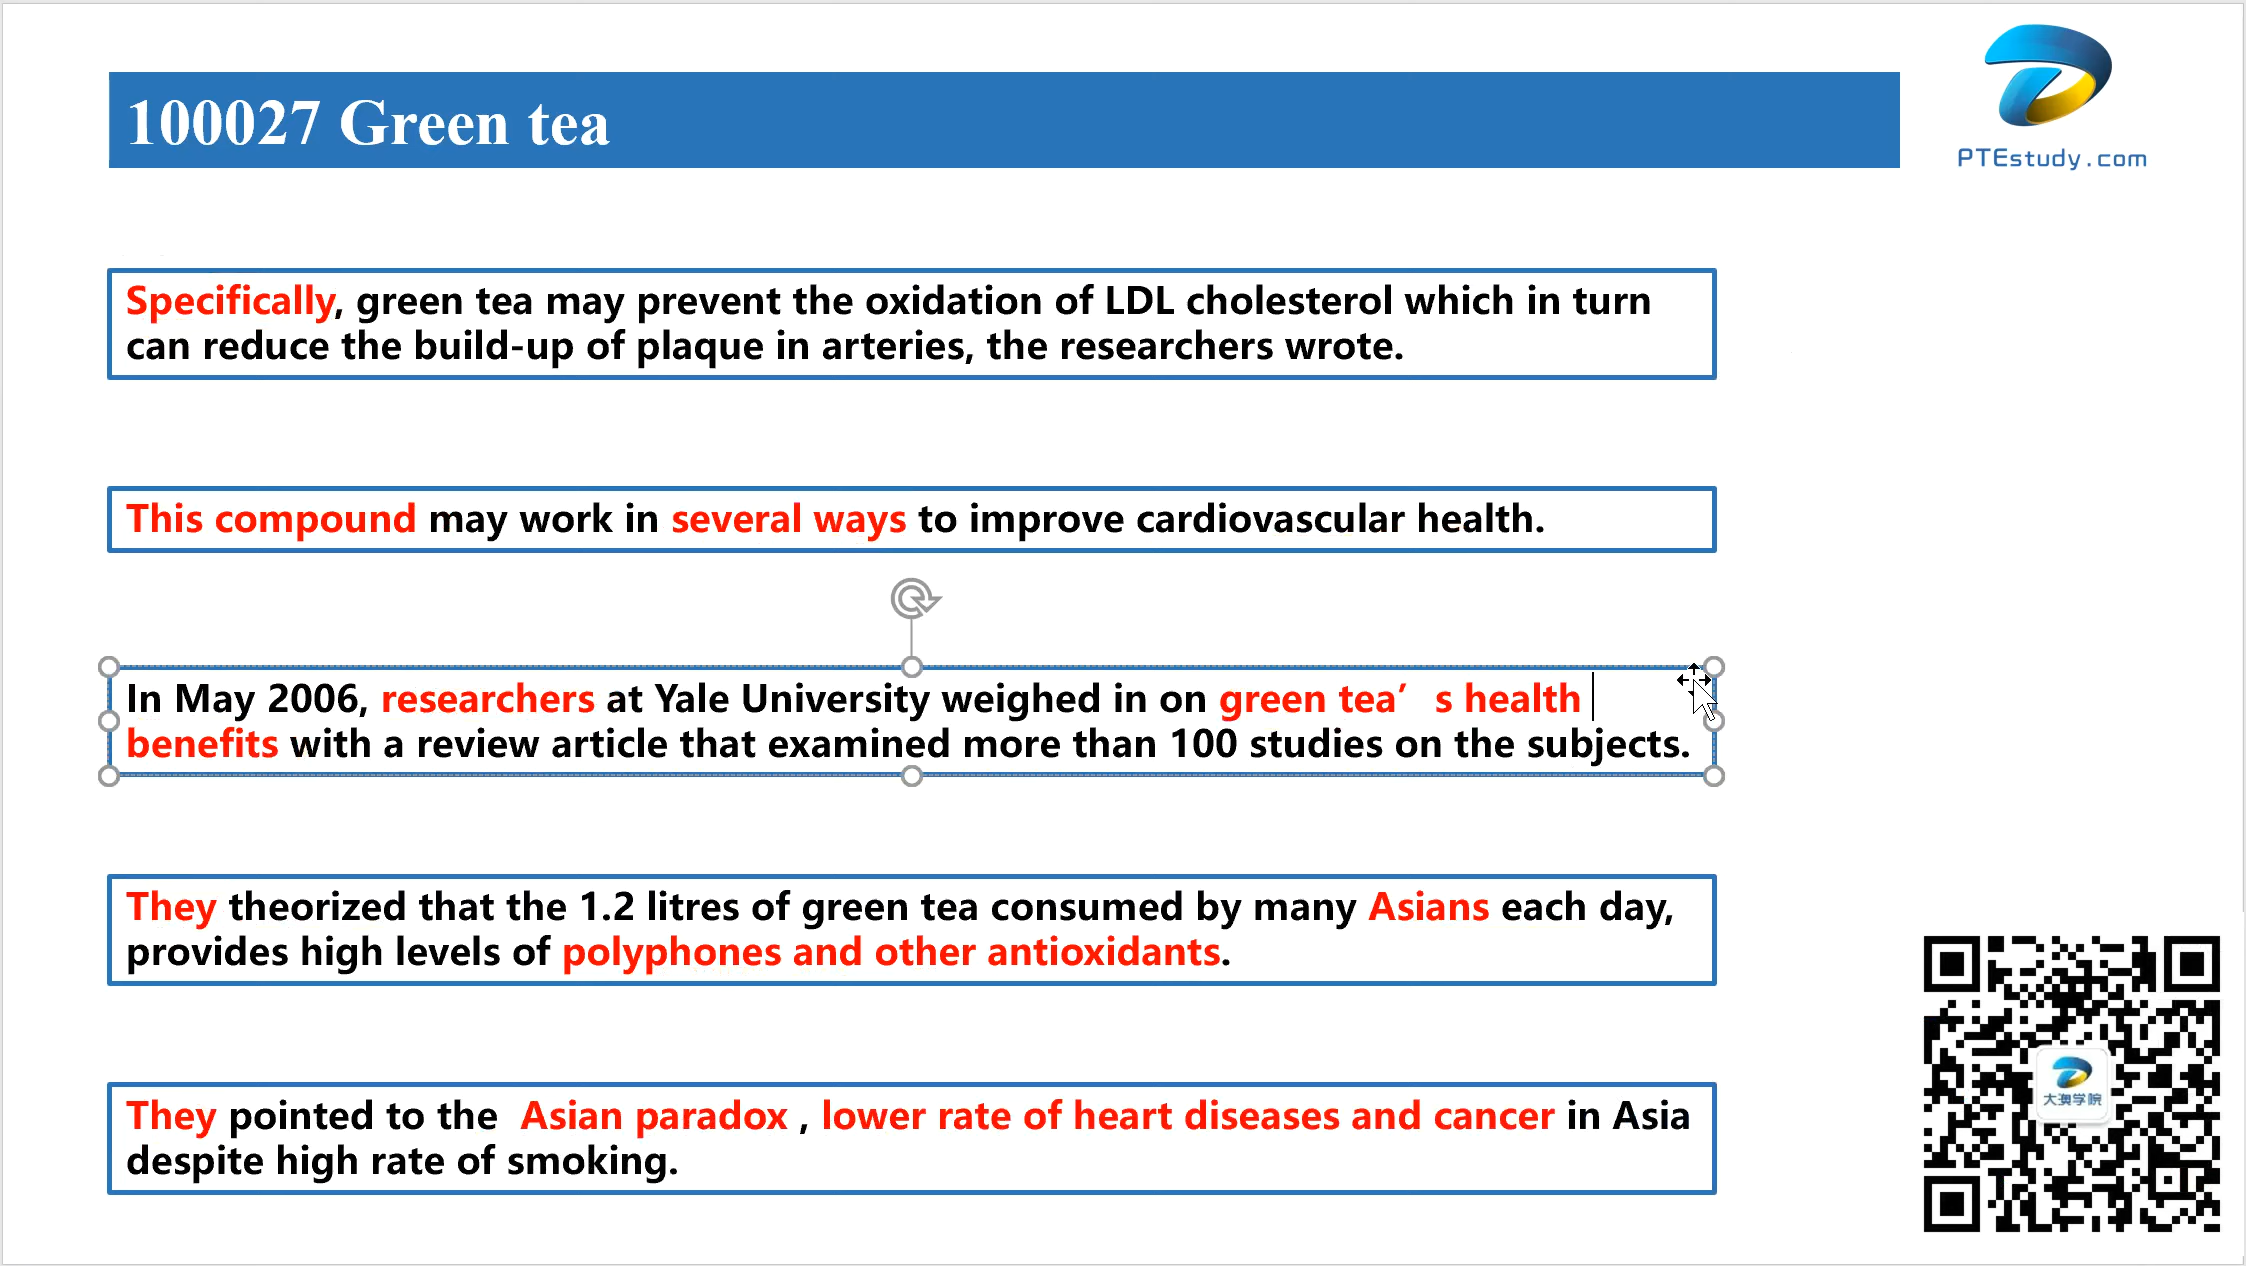 100027 Green tea
PTEstudy.com
Specifically, green tea may prevent the oxidation of LDL cholesterol which in turn
can reduce the build-up of plaque in arteries, the researchers wrote.
This compound may work in several ways to improve cardiovascular health.
In May 2006, researchers at Yale University weighed in on green tea’s health
benefits with a review article that examined more than 100 studies on the subjects.
They theorized that the 1.2 litres of green tea consumed by many Asians each day,
provides high levels of polyphones and other antioxidants.
They pointed to the Asian paradox , lower rate of heart diseases and cancer in Asia
despite high rate of smoking.
大澳学院